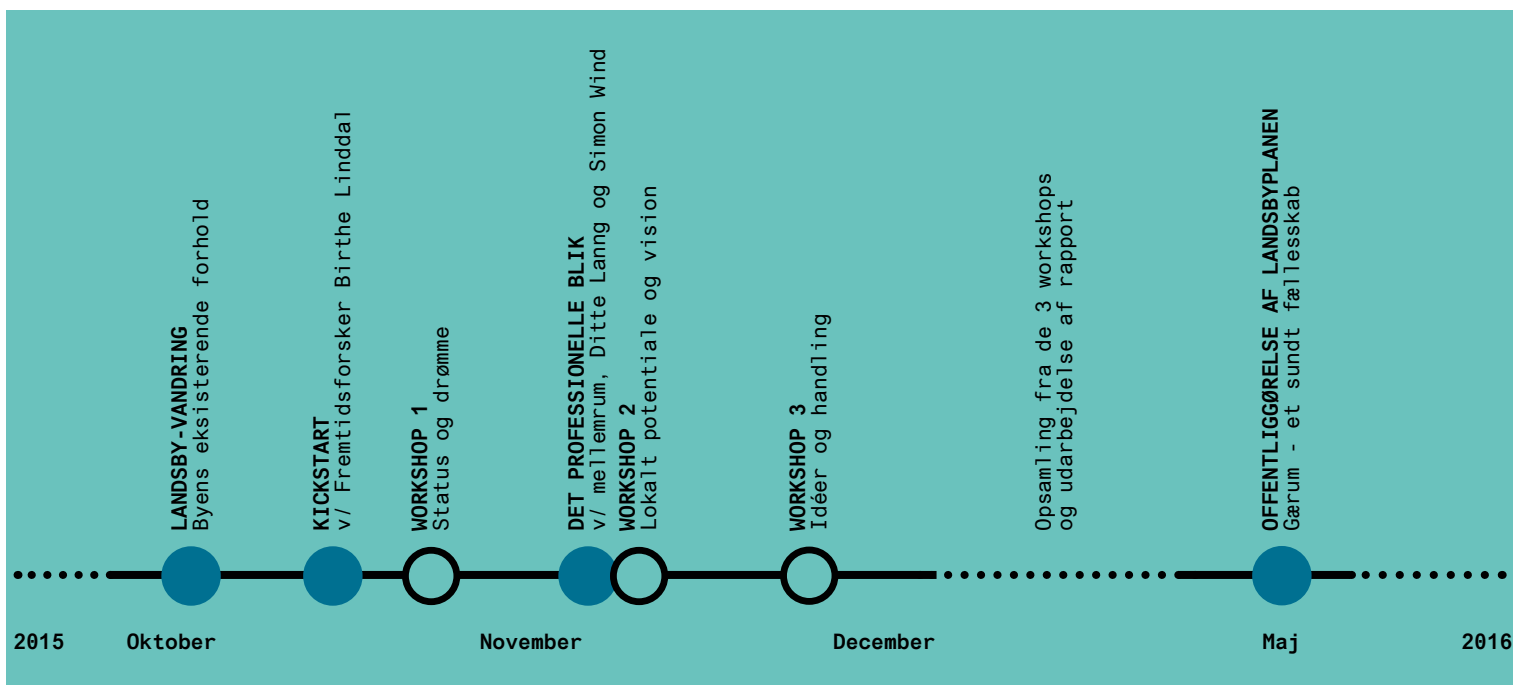 LANDSBY-VANDRING
Byens eksisterende forhold
KICKSTART
v/ Fremtidsforsker Birthe Linddal
WORKSHOP 1
Status og drømme
DET PROFESSIONELLE BLIK
v/ mellemrum, Ditte Lanng og Simon Wind
WORKSHOP 2
Lokalt potentiale og vision
WORKSHOP 3
Idéer og handling
Opsamling fra de 3 workshops
og udarbejdelse af rapport
OFFENTLIGGØRELSE AF LANDSBYPLANEN
Gærum - et sundt fællesskab
2015 Oktober November December Maj 2016